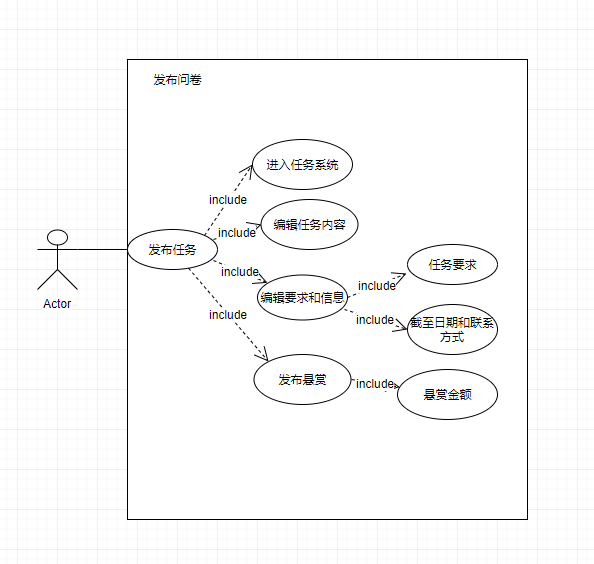 发布问卷
进入任务系统
include
编辑任务内容
include
发布任务
任务要求
include
编辑要求和信息
include
Actor
include
include
截至日期和联系
方式
发布悬赏
include
悬赏金额